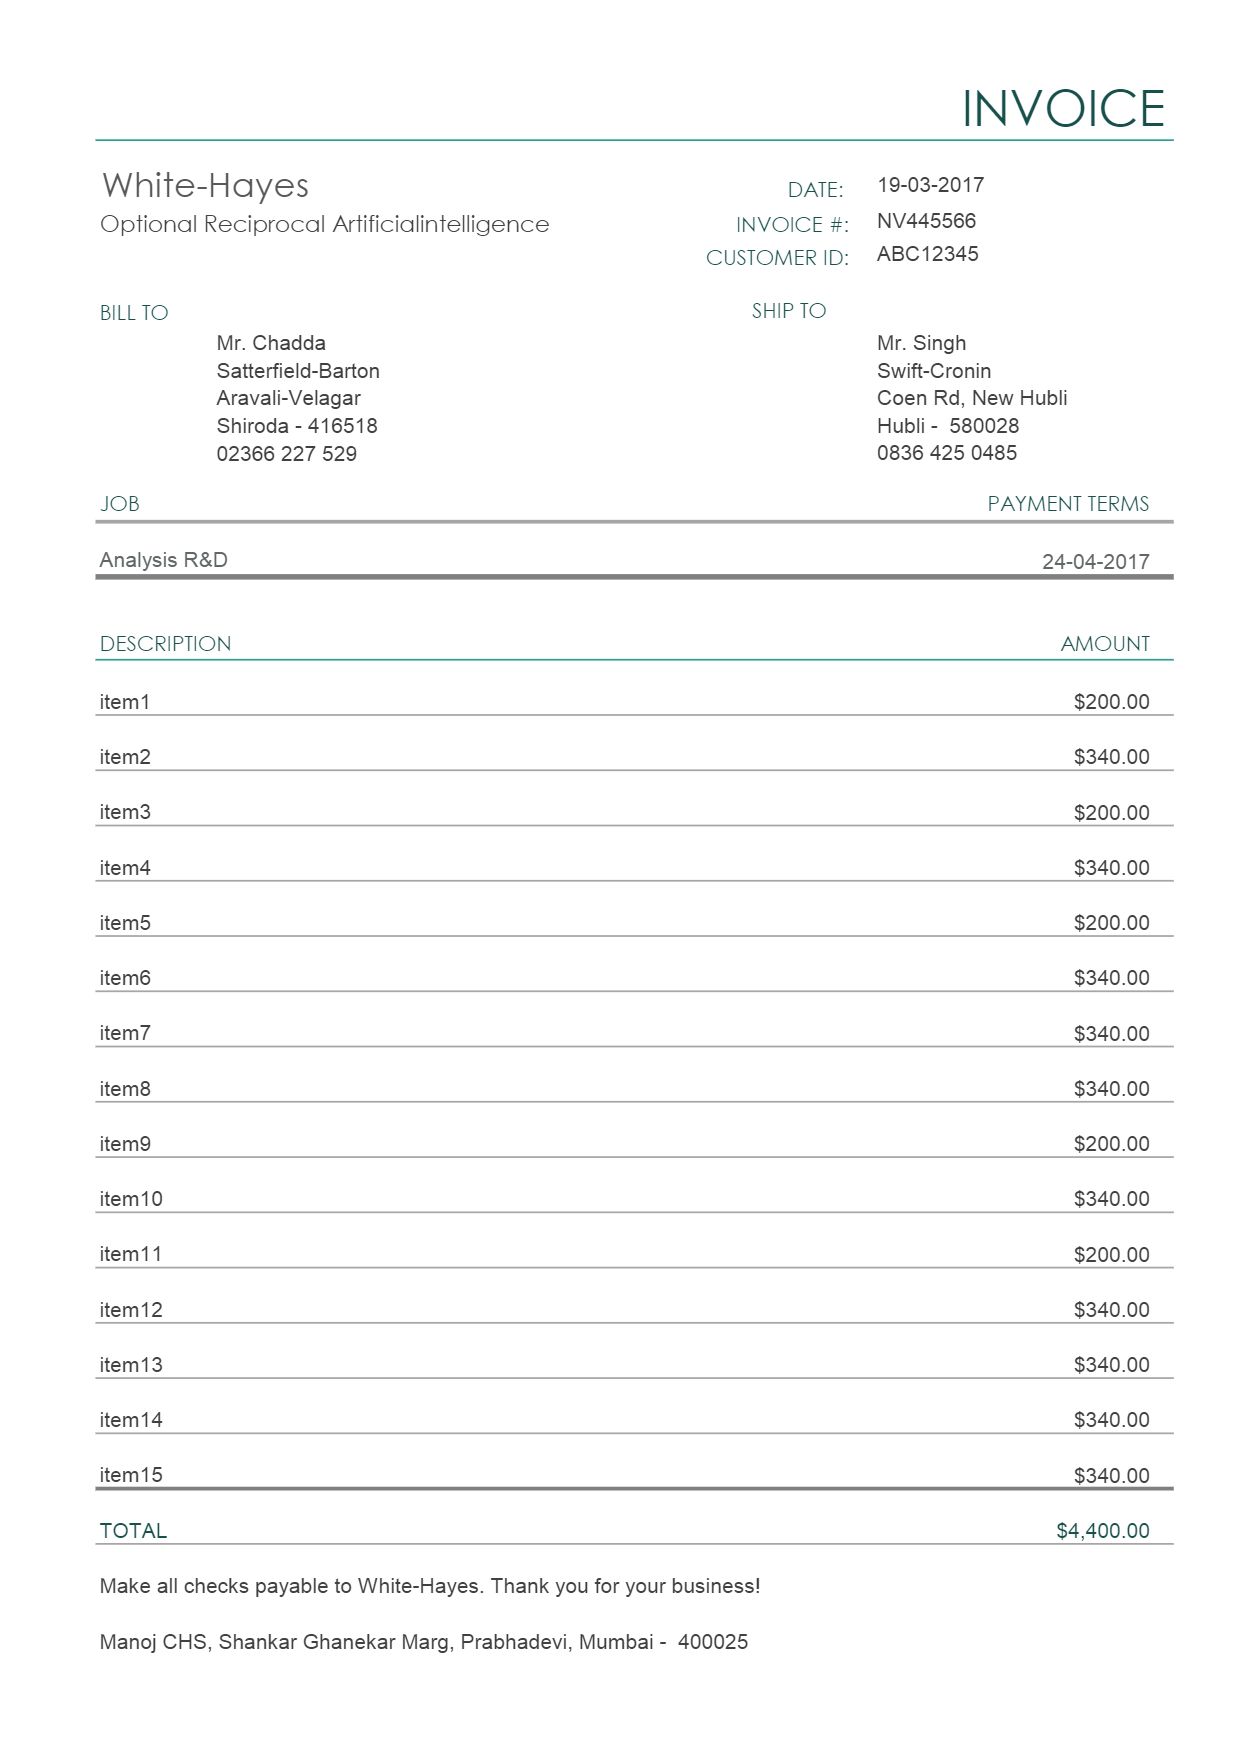 INVOICE
White-Hayes
Optional Reciprocal Artificialintelligence
DATE: 19-03-2017
INVOICE #: NV445566
CUSTOMER ID: ABC12345
BILL TO
Mr. Chadda
Satterfield-Barton
Aravali-Velagar
Shiroda - 416518
02366 227 529
SHIP TO
Mr. Singh
Swift-Cronin
Coen Rd, New Hubli
Hubli -  580028
0836 425 0485
JOB PAYMENT TERMS
Analysis R&D 24-04-2017
DESCRIPTION AMOUNT
item1 $200.00
item2 $340.00
item3 $200.00
item4 $340.00
item5 $200.00
item6 $340.00
item7 $340.00
item8 $340.00
item9 $200.00
item10 $340.00
item11 $200.00
item12 $340.00
item13 $340.00
item14 $340.00
item15 $340.00
TOTAL $4,400.00
Make all checks payable to White-Hayes. Thank you for your business!
Manoj CHS, Shankar Ghanekar Marg, Prabhadevi, Mumbai -  400025